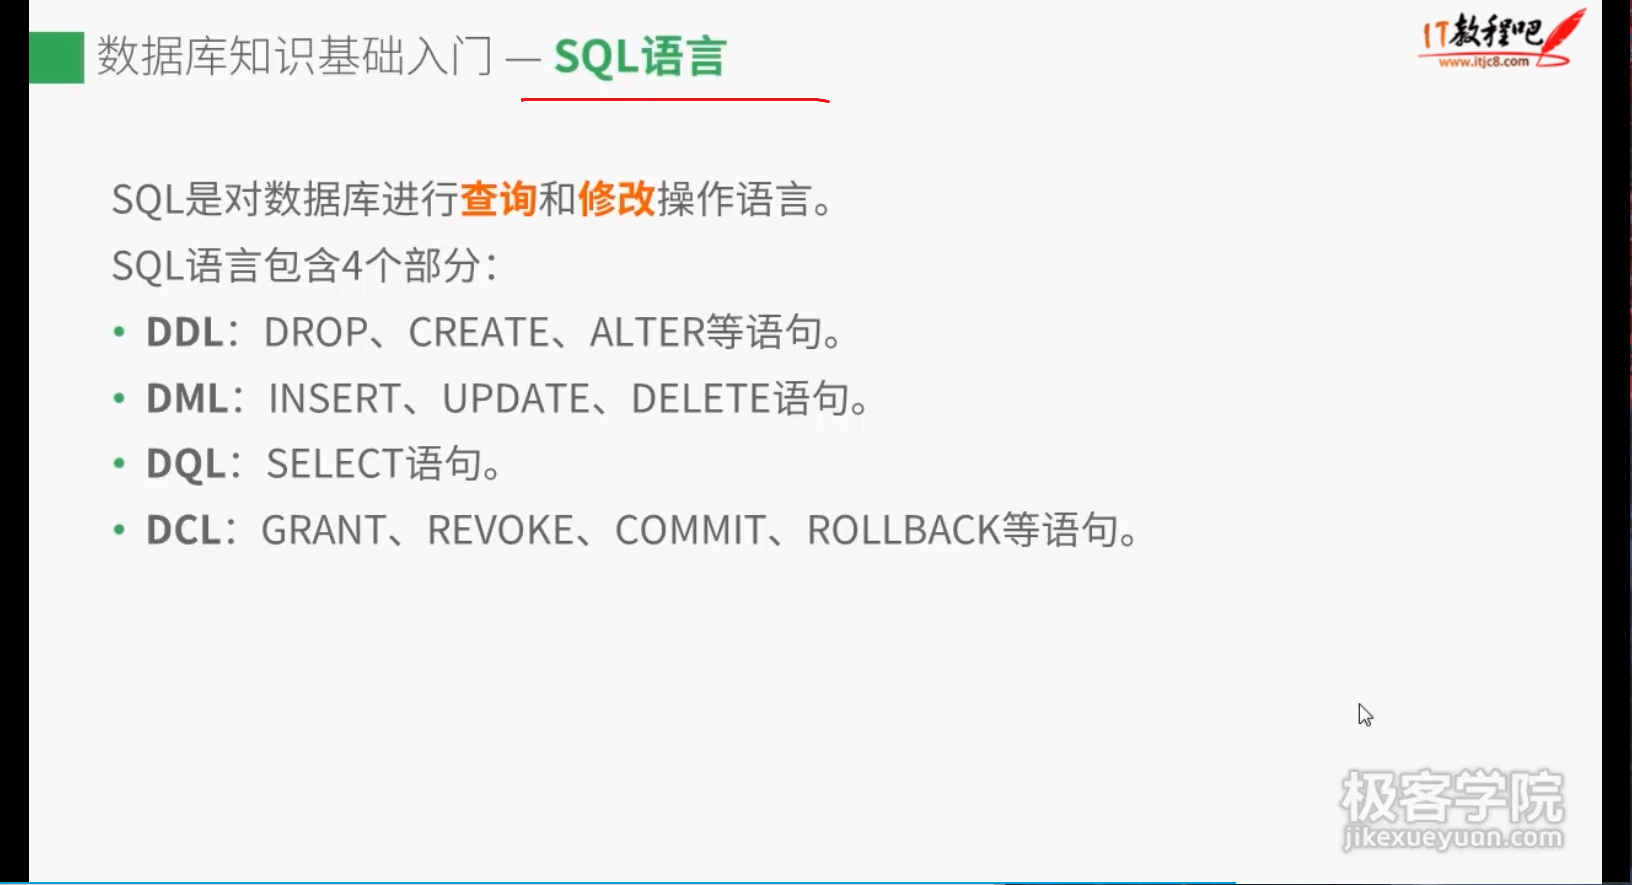 数据库知识基础入门 — SQL语言
IT教程吧
www.itjc8.com
SQL是对数据库进行查询和修改操作语言。
SQL语言包含4个部分：
• DDL：DROP、CREATE、ALTER等语句。
• DML：INSERT、UPDATE、DELETE语句。
• DQL：SELECT语句。
• DCL：GRANT、REVOKE、COMMIT、ROLLBACK等语句。
极客学院
jikexueyuan.com